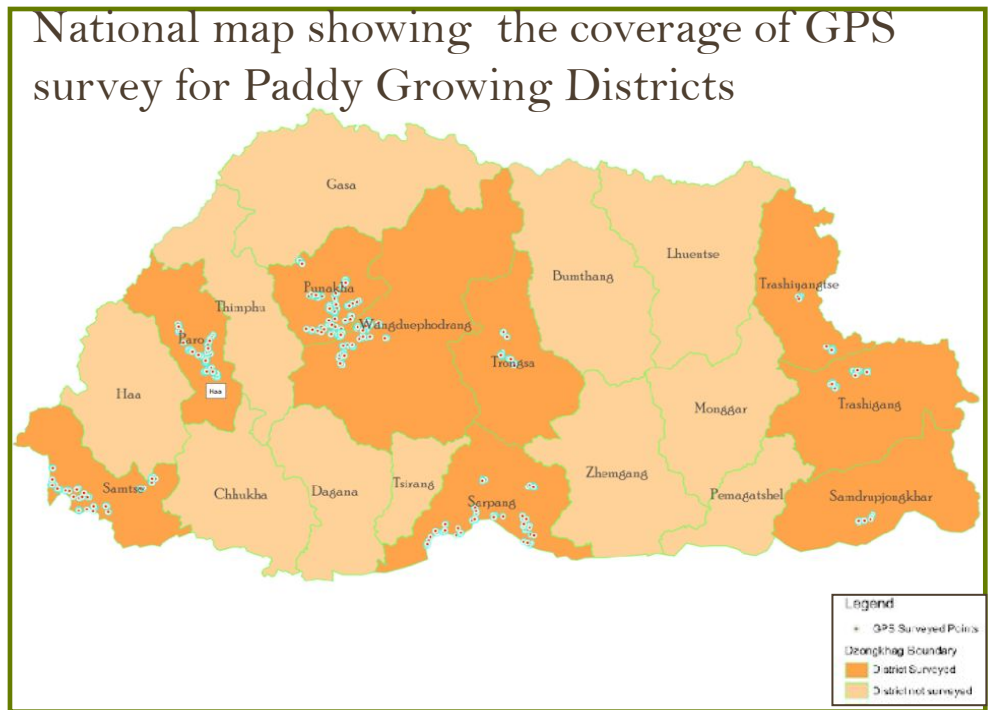 National map showing the coverage of GPS
survey for Paddy Growing Districts
Gasa
Bumthang
Lhuentse
Trashiyangtse
Punakha
Thimphu
Wangduephodrang
Paro
Trongsa
Haa
Haa
Monggar
Trashigang
Samtse
Chhukha
Dagana
Tsirang
Sarpang
Zhemgang
Pemagatshel
Samdrupjongkhar
Legend
GPS Surveyed Points
Dzongkhag Boundary
District Surveyed
District not surveyed